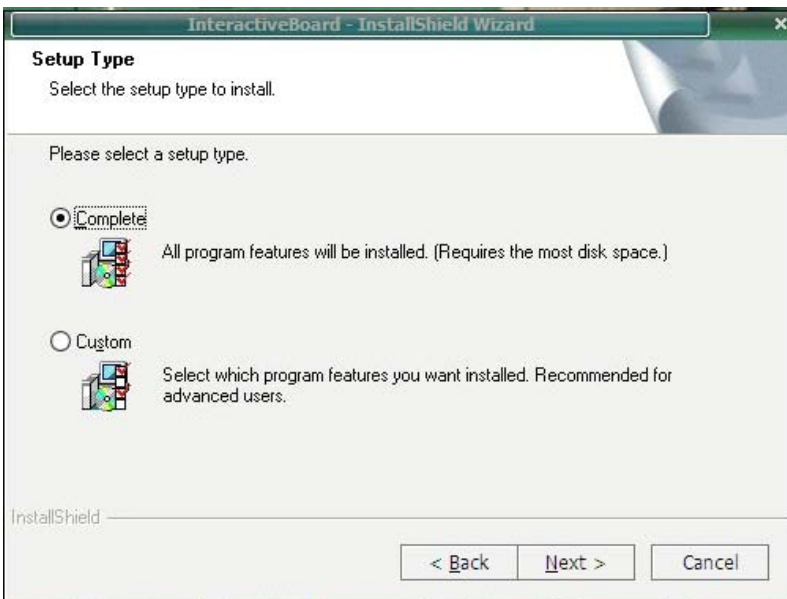 InteractiveBoard - InstallShield Wizard
Setup Type
Select the setup type to install.
Please select a setup type.
Complete
All program features will be installed. (Requires the most disk space.)
Custom
Select which program features you want installed. Recommended for
advanced users.
InstallShield
< Back
Next >
Cancel